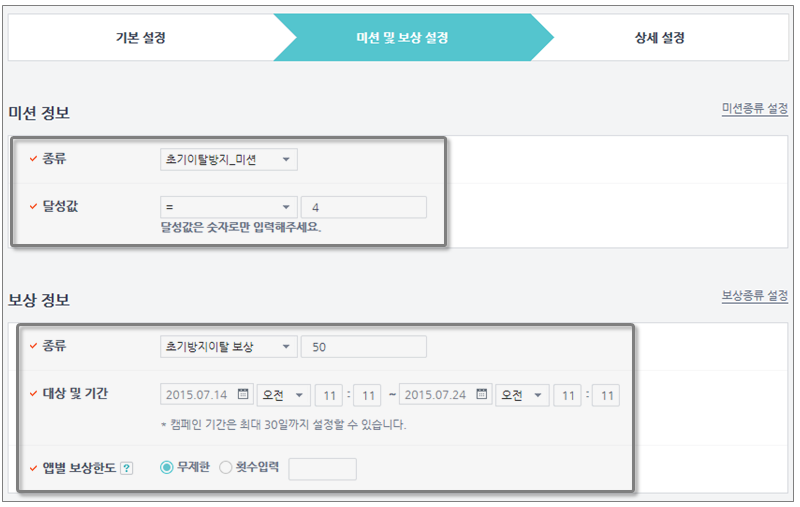 기본 설정 미션 및 보상 설정 상세 설정
미션 정보 미션종류 설정
종류 초기이탈방지_미션
달성값 = 4
달성값은 숫자로만 입력해주세요.
보상 정보 보상종류 설정
종류 초기방지이탈 보상 50
대상 및 기간 2015.07.14 오전 11 : 11 ~ 2015.07.24 오전 11 : 11
* 캠페인 기간은 최대 30일까지 설정할 수 있습니다.
앱별 보상한도 ? 무제한 횟수입력